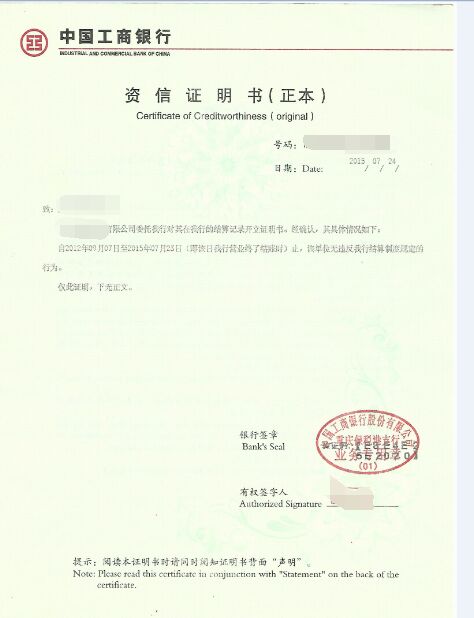 中国工商银行
INDUSTRIAL AND COMMERCIAL BANK OF CHINA
资信证明书（正本）
Certificate of Creditworthiness ( original )
号码：
2015 07 24
日期：Date: / / /
致：
有限公司委托我行对其在我行的结算记录开立证明书。经确认，其具体情况如下：
自2012年09月07日至2015年07月23日（即该日我行营业终了结账时）止，该单位无违反我行结算制度规定的
行为。
仅此证明，下无正文。
银行签章
Bank's Seal
中国工商银行股份有限公司
业务专用章
(01)
有权签字人
Authorized Signature
提示：阅读本证明书时请同时阅知证明书背面“声明”。
Note: Please read this certificate in conjunction with "Statement" on the back of the
certificate.